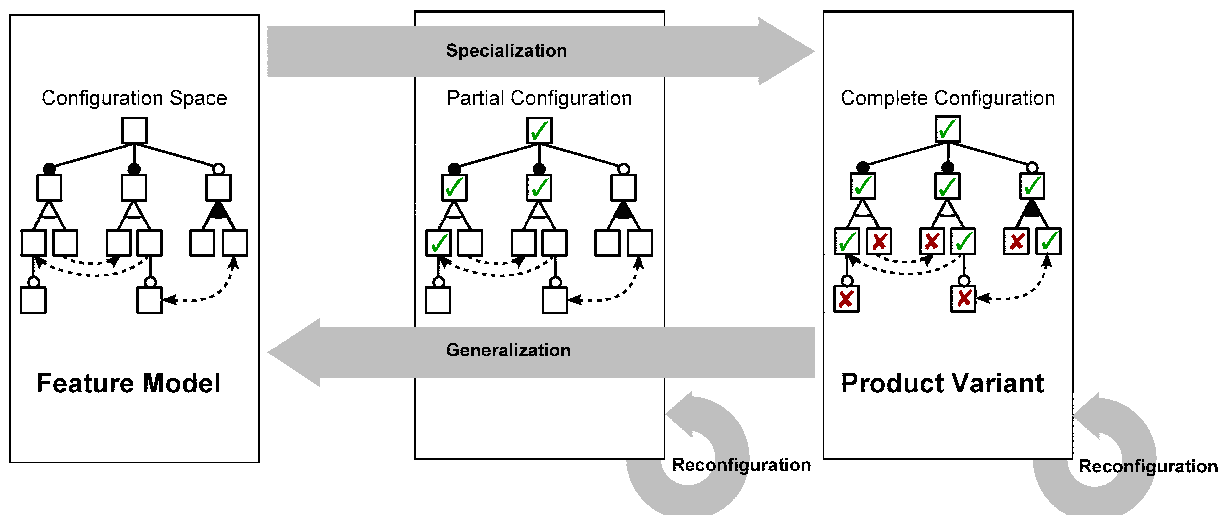 Specialization
Configuration Space
Partial Configuration
Complete Configuration
Generalization
Feature Model
Product Variant
Reconfiguration
Reconfiguration